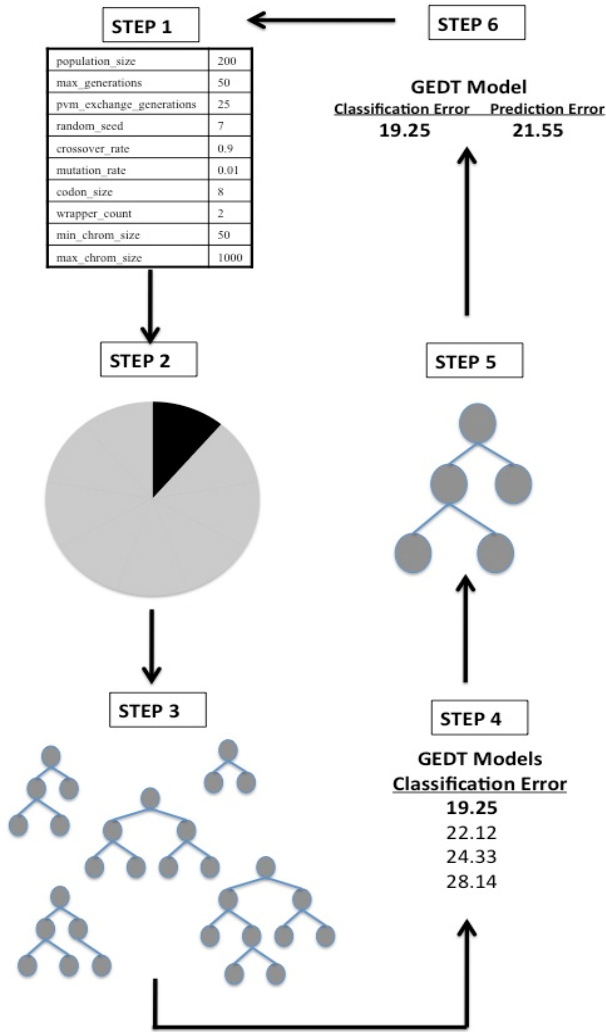 STEP 1
population_size 200
max_generations 50
pvm_exchange_generations 25
random_seed 7
crossover_rate 0.9
mutation_rate 0.01
codon_size 8
wrapper_count 2
min_chrom_size 50
max_chrom_size 1000
STEP 2
STEP 3
STEP 4
GEDT Models
Classification Error
19.25
22.12
24.33
28.14
STEP 5
STEP 6
GEDT Model
Classification Error Prediction Error
19.25 21.55